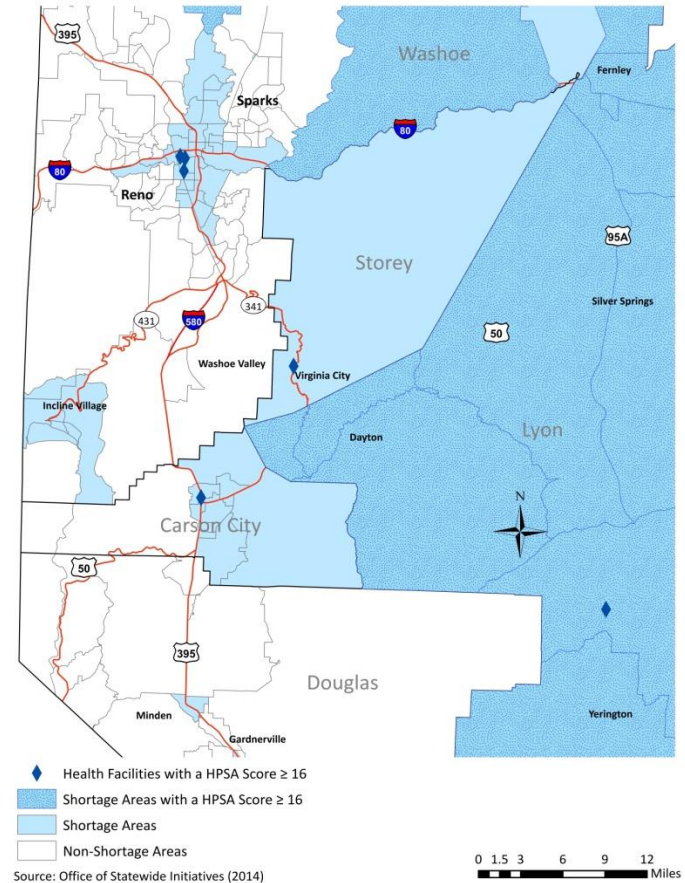 395
Washoe
Fernley
Sparks
80
80
Reno
Storey
95A
Silver Springs
341
431
580
50
Washoe Valley
Virginia City
Incline Village
Dayton
Lyon
N
Carson City
50
395
Douglas
Minden
Yerington
Gardnerville
Health Facilities with a HPSA Score ≥ 16
Shortage Areas with a HPSA Score ≥ 16
Shortage Areas
Non-Shortage Areas
0 1.5 3 6 9 12
Miles
Source: Office of Statewide Initiatives (2014)